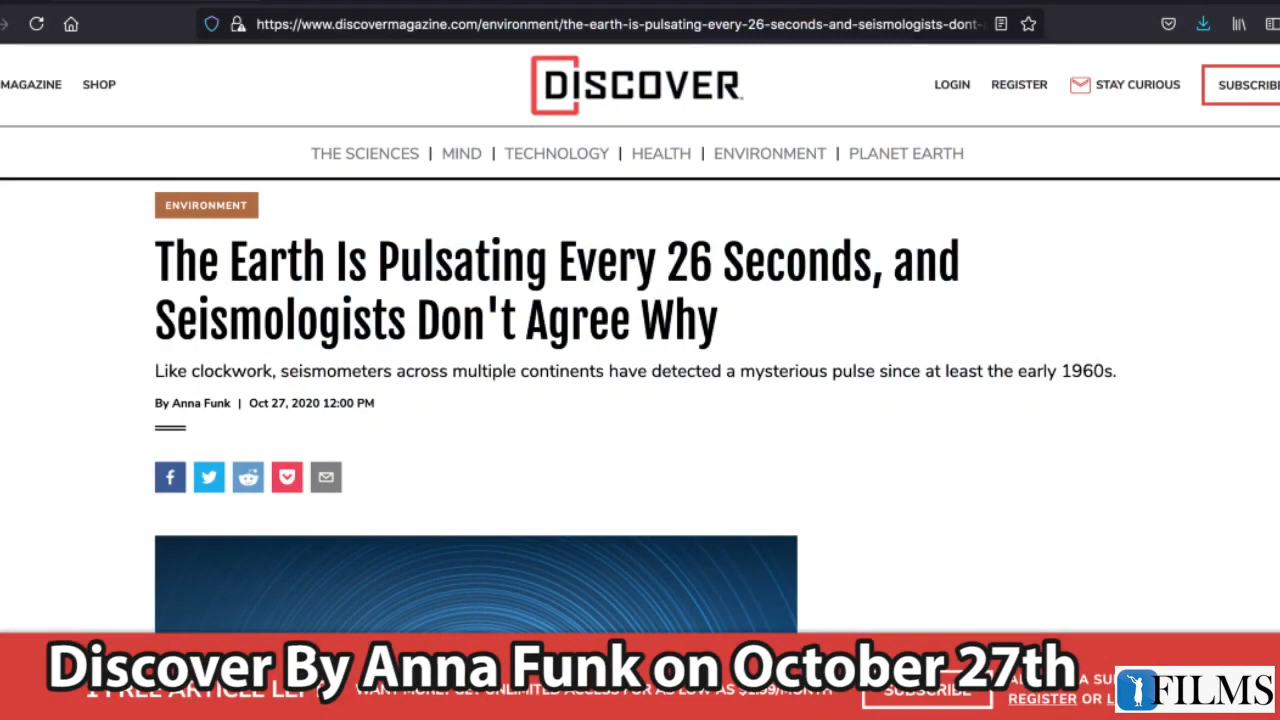 https://www.discovermagazine.com/environment/the-earth-is-pulsating-every-26-seconds-and-seismologists-dont-
MAGAZINE SHOP
DISCOVER
LOGIN REGISTER STAY CURIOUS SUBSCRIBE
THE SCIENCES | MIND | TECHNOLOGY | HEALTH | ENVIRONMENT | PLANET EARTH
ENVIRONMENT
The Earth Is Pulsating Every 26 Seconds, and
Seismologists Don't Agree Why
Like clockwork, seismometers across multiple continents have detected a mysterious pulse since at least the early 1960s.
By Anna Funk | Oct 27, 2020 12:00 PM
Discover By Anna Funk on October 27th
SUBSCRIBE
REGISTER OR
FILMS